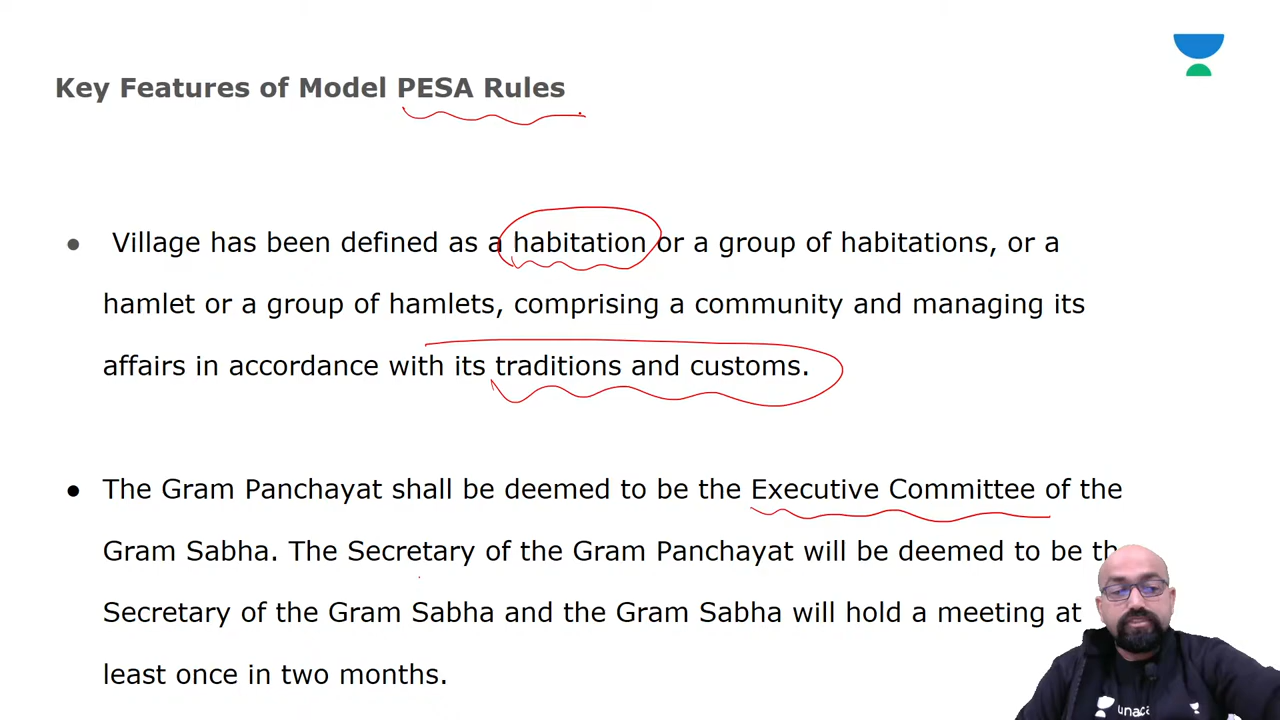 Key Features of Model PESA Rules
● Village has been defined as a habitation or a group of habitations, or a
hamlet or a group of hamlets, comprising a community and managing its
affairs in accordance with its traditions and customs.
● The Gram Panchayat shall be deemed to be the Executive Committee of the
Gram Sabha. The Secretary of the Gram Panchayat will be deemed to be
Secretary of the Gram Sabha and the Gram Sabha will hold a meeting at
least once in two months.